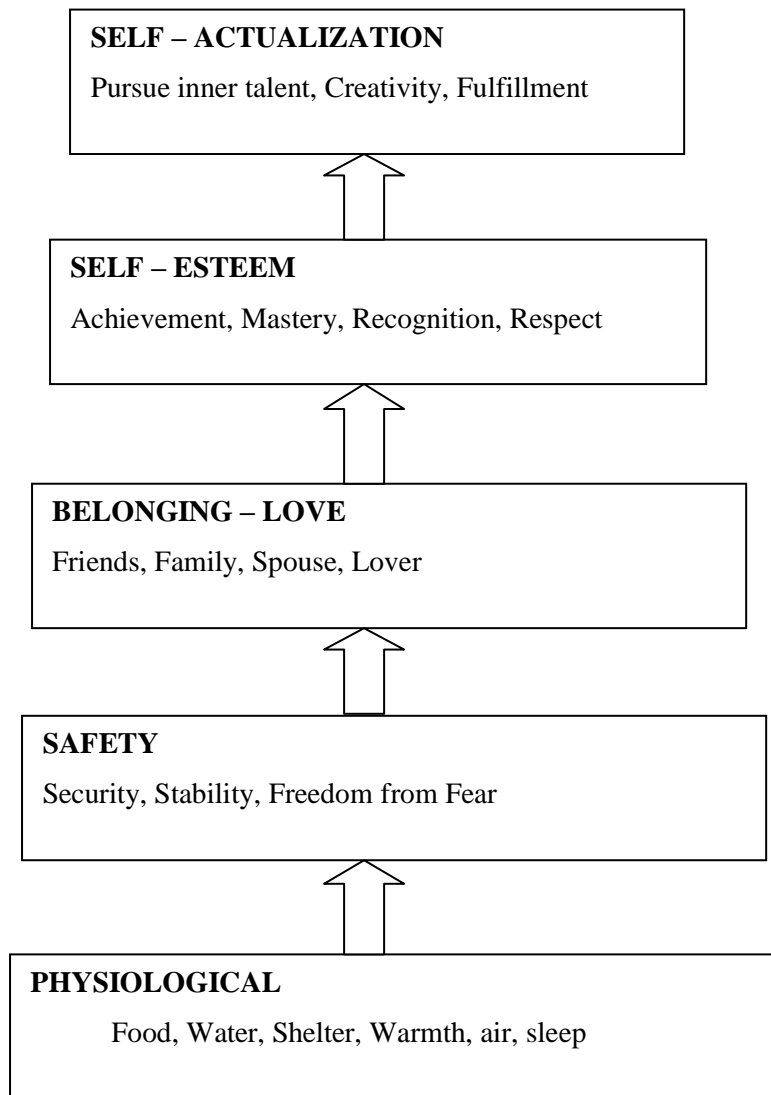 SELF – ACTUALIZATION
Pursue inner talent, Creativity, Fulfillment
SELF – ESTEEM
Achievement, Mastery, Recognition, Respect
BELONGING – LOVE
Friends, Family, Spouse, Lover
SAFETY
Security, Stability, Freedom from Fear
PHYSIOLOGICAL
Food, Water, Shelter, Warmth, air, sleep